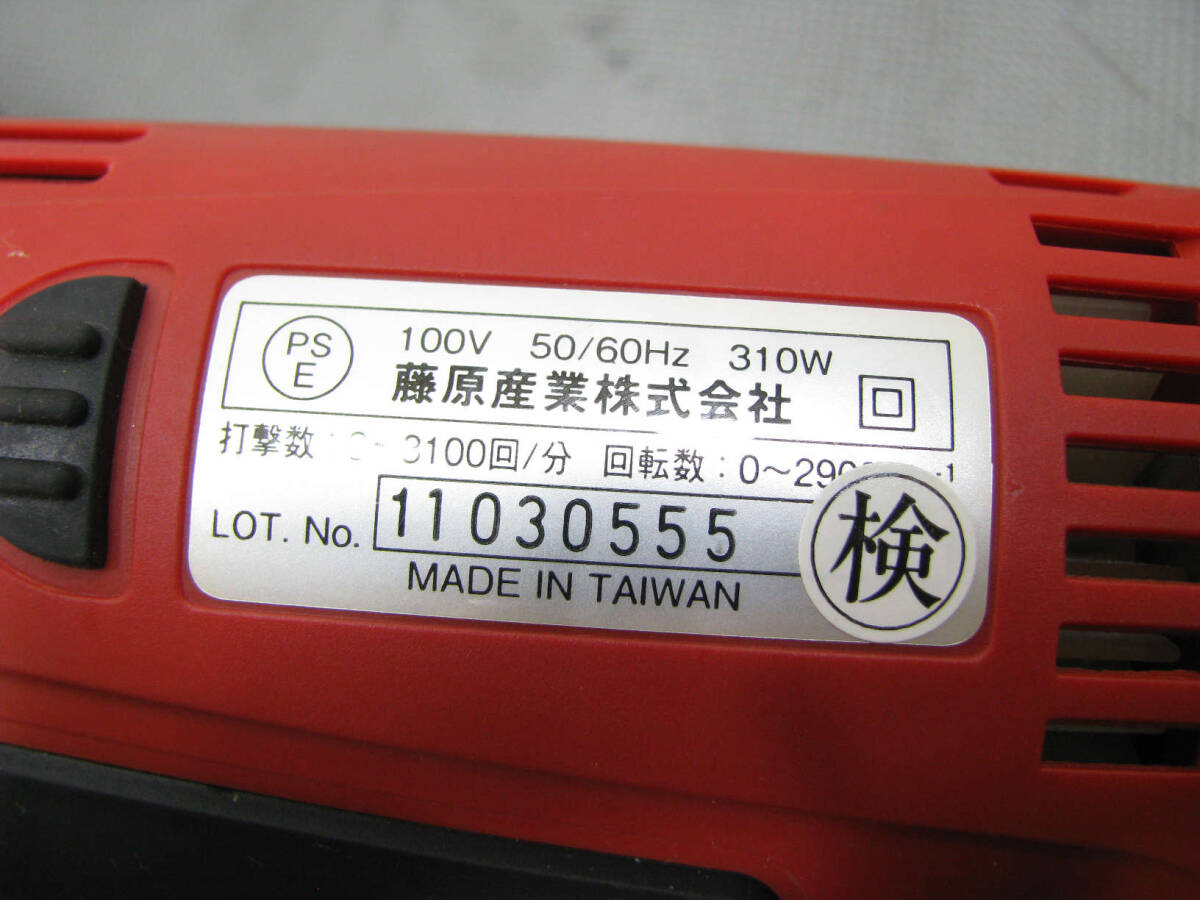 PS
E
100V 50/60Hz 310W
藤原産業株式会社
打撃数 3100回/分 回転数:0～290
LOT. No. 11030555
MADE IN TAIWAN
検